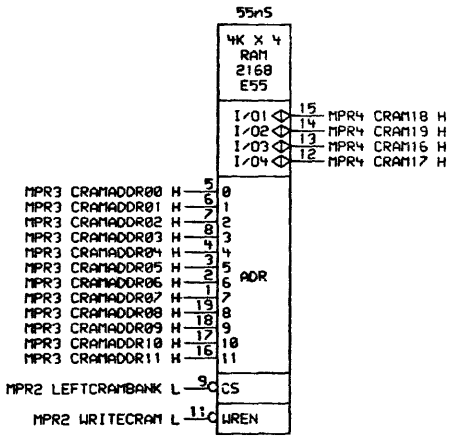 55nS
4K X 4
RAM
2168
E55
I/O1 15 MPR4 CRAM18 H
I/O2 14 MPR4 CRAM19 H
I/O3 13 MPR4 CRAM16 H
I/O4 12 MPR4 CRAM17 H
MPR3 CRAMADDR00 H 5 0
MPR3 CRAMADDR01 H 6 1
MPR3 CRAMADDR02 H 7 2
MPR3 CRAMADDR03 H 8 3
MPR3 CRAMADDR04 H 4 4
MPR3 CRAMADDR05 H 3 5
MPR3 CRAMADDR06 H 2 6 ADR
MPR3 CRAMADDR07 H 1 7
MPR3 CRAMADDR08 H 19 8
MPR3 CRAMADDR09 H 18 9
MPR3 CRAMADDR10 H 17 10
MPR3 CRAMADDR11 H 16 11
MPR2 LEFTCRAMBANK L 9 CS
MPR2 WRITECRAM L 11 WREN